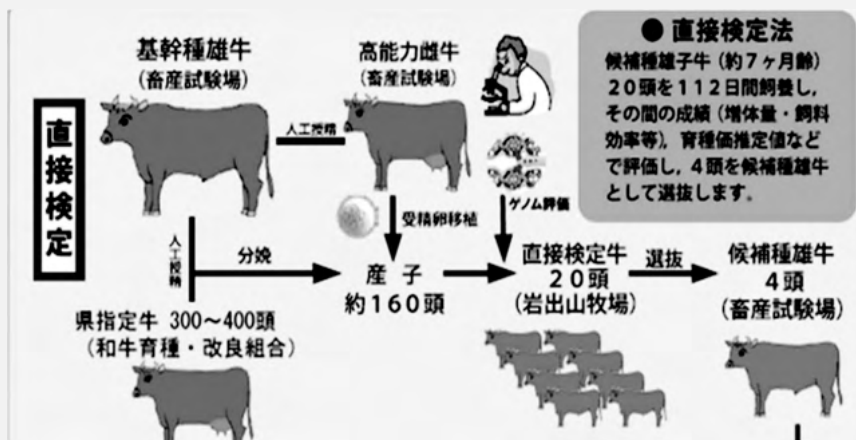 直接検定
基幹種雄牛
(畜産試験場)
高能力雌牛
(畜産試験場)
人工授精
● 直接検定法
候補種雄子牛 (約7ヶ月齢)
20頭を112日間飼養し,
その間の成績 (増体量・飼料
効率等), 育種価推定値など
で評価し, 4頭を候補種雄牛
として選抜します。
人工授精
分娩
受精卵移植
ゲノム評価
産 子
約160頭
直接検定牛
20頭
(岩出山牧場)
選抜
候補種雄牛
4頭
(畜産試験場)
県指定牛 300〜400頭
(和牛育種・改良組合)